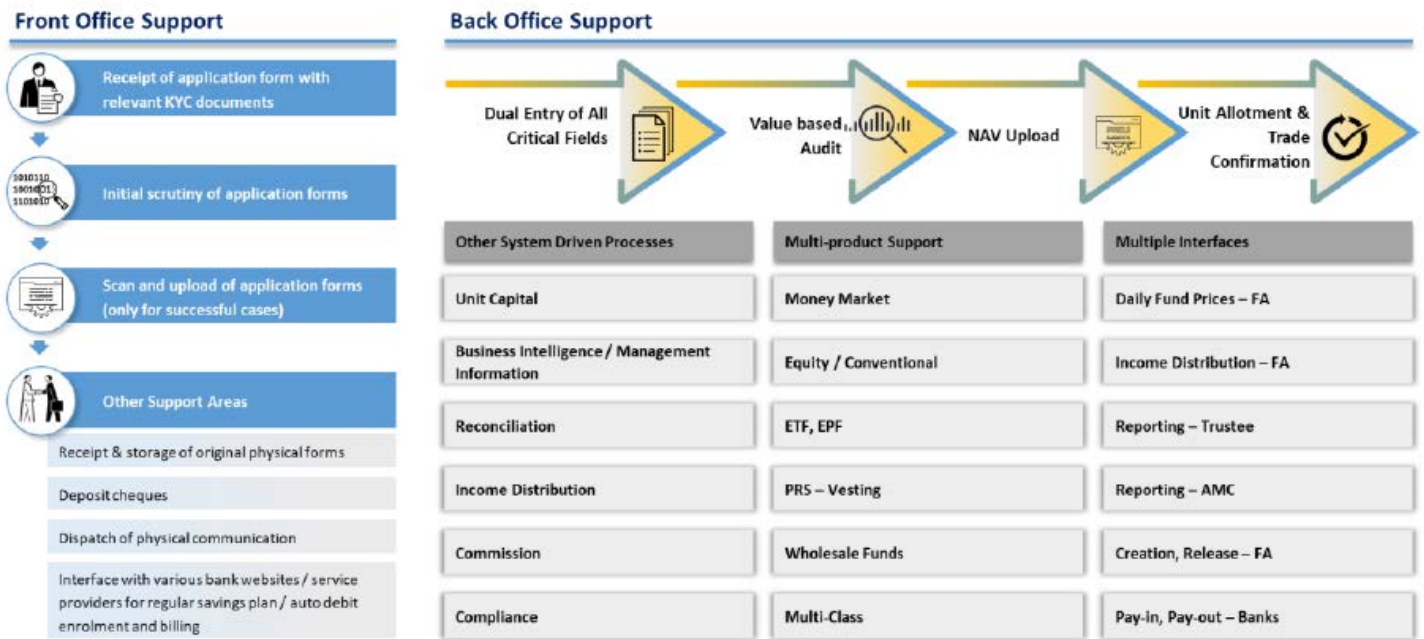 Front Office Support
Receipt of application form with
relevant KYC documents
1010110
1001001
1101010
Initial scrutiny of application forms
Scan and upload of application forms
(only for successful cases)
Other Support Areas
Receipt & storage of original physical forms
Deposit cheques
Dispatch of physical communication
Interface with various bank websites / service
providers for regular savings plan / auto debit
enrolment and billing
Back Office Support
Dual Entry of All
Critical Fields
Value based
Audit
NAV Upload
Unit Allotment &
Trade
Confirmation
Other System Driven Processes
Unit Capital
Business Intelligence / Management
Information
Reconciliation
Income Distribution
Commission
Compliance
Multi-product Support
Money Market
Equity / Conventional
ETF, EPF
PRS – Vesting
Wholesale Funds
Multi-Class
Multiple Interfaces
Daily Fund Prices – FA
Income Distribution – FA
Reporting – Trustee
Reporting – AMC
Creation, Release – FA
Pay-in, Pay-out – Banks